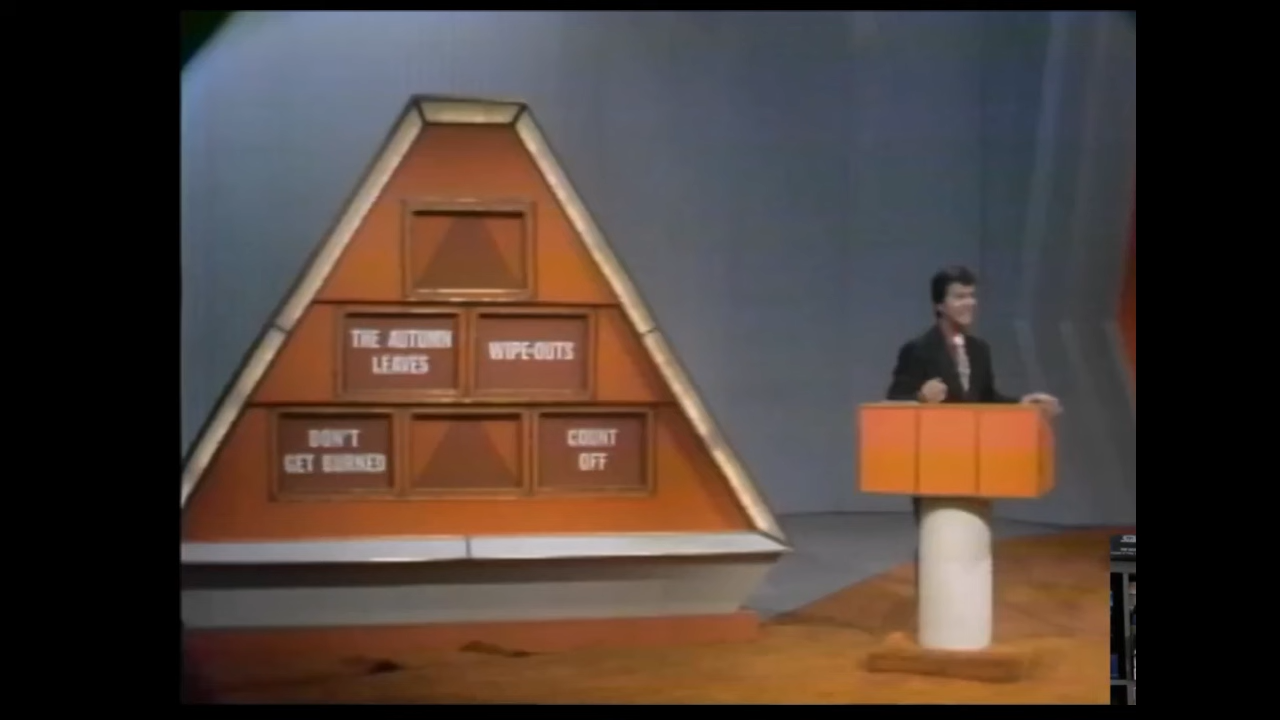 THE AUTUMN
LEAVES
WIPE-OUTS
DON'T
GET BURNED
COUNT
OFF